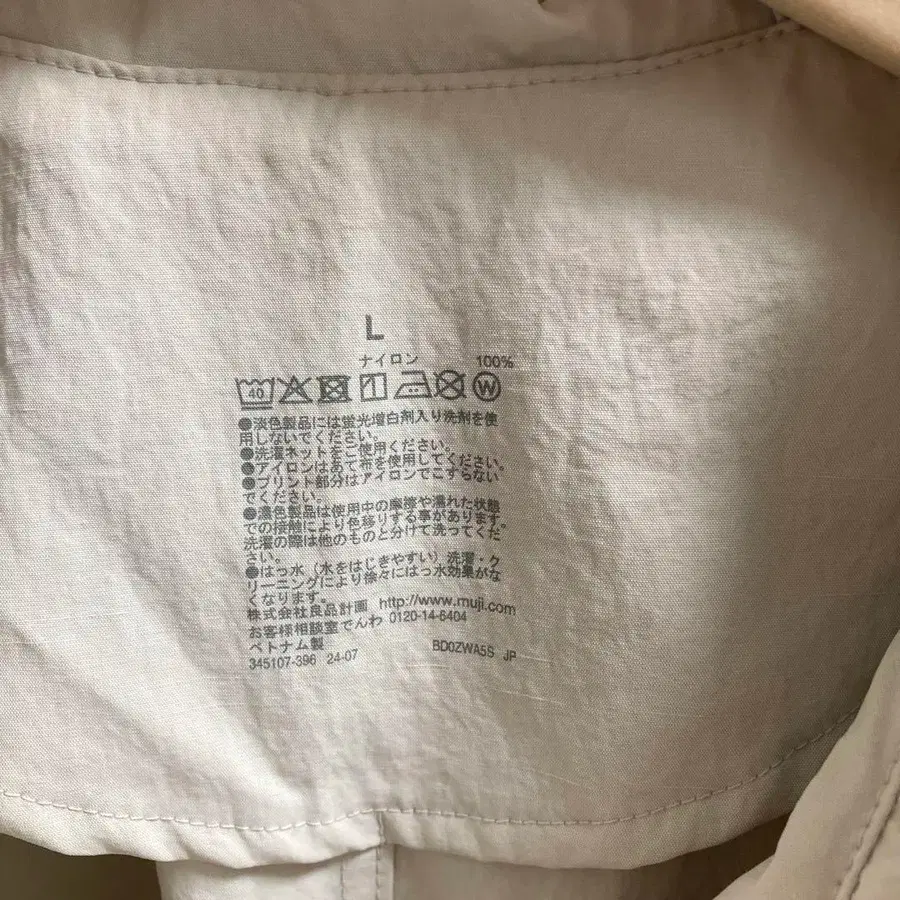 L
ナイロン 100%
40 W
●淡色製品には蛍光増白剤入り洗剤を使
用しないでください。
●洗濯ネットをご使用ください。
●アイロンはあて布を使用してください。
●プリント部分はアイロンでこすらない
でください。
●濃色製品は使用中の摩擦や濡れた状態
での接触により色移りする事があります。
洗濯の際は他のものと分けて洗ってくだ
さい。
●はっ水(水をはじきやすい)洗濯・ク
リーニングにより徐々にはっ水効果がな
くなります。
株式会社良品計画 http://www.muji.com
お客様相談室でんわ 0120-14-6404
ベトナム製
345107-396 24-07 BD0ZWA5S JP